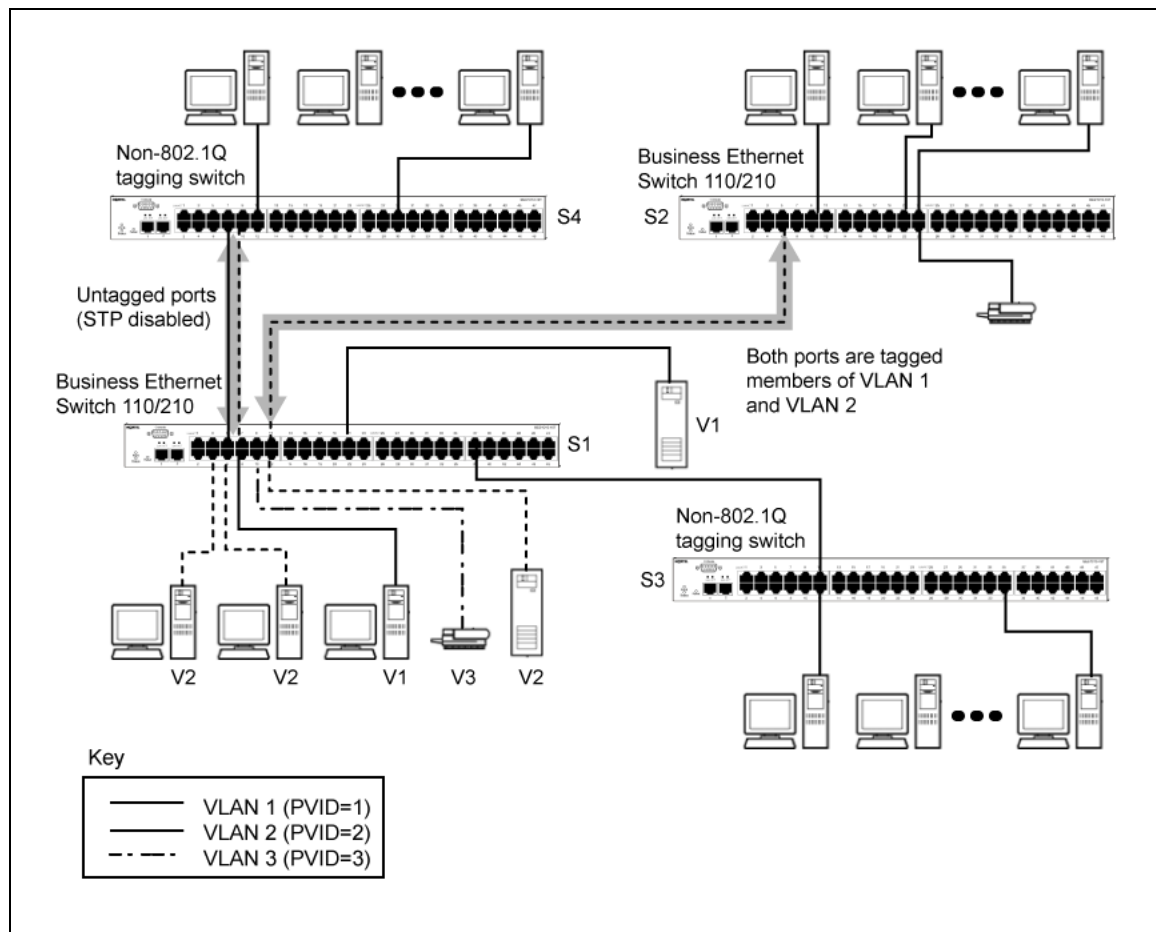 Non-802.1Q
tagging switch
Business Ethernet
Switch 110/210
S4
S2
Untagged ports
(STP disabled)
Both ports are tagged
members of VLAN 1
and VLAN 2
Business Ethernet
Switch 110/210
S1
V1
Non-802.1Q
tagging switch
S3
V2
V2
V1
V3
V2
Key
VLAN 1 (PVID=1)
VLAN 2 (PVID=2)
VLAN 3 (PVID=3)